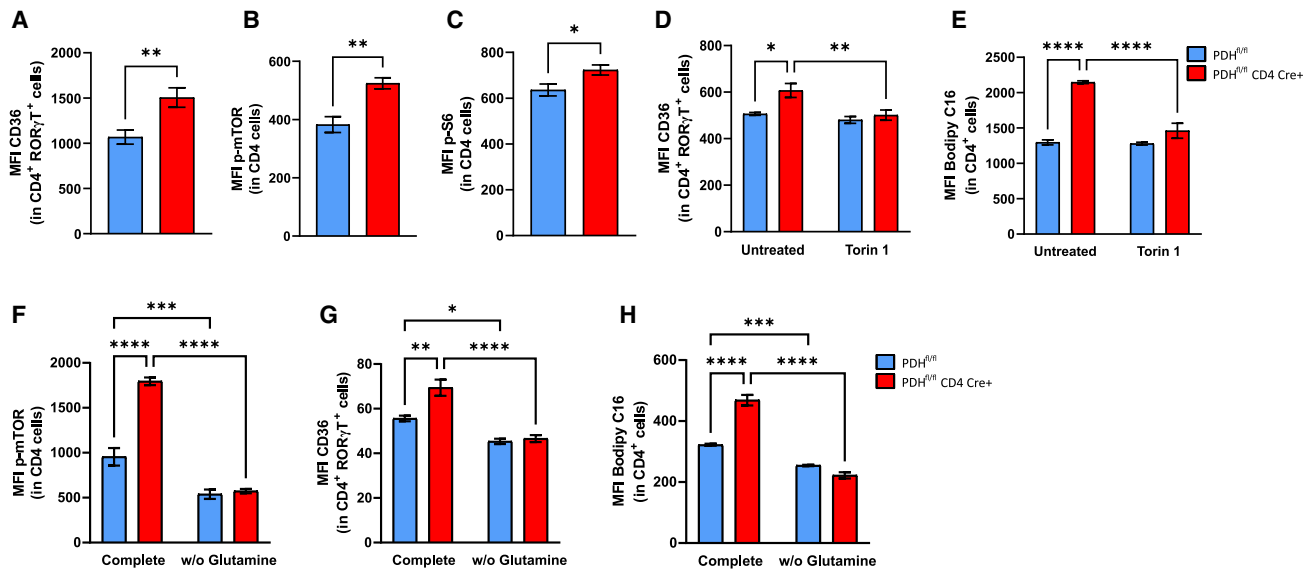 A
MFI CD36
(in CD4⁺ RORγT⁺ cells)
2000
1500
1000
500
0
**
B
MFI p-mTOR
(in CD4 cells)
600
400
200
0
**
C
MFI p-S6
(in CD4 cells)
800
600
400
200
0
*
D
MFI CD36
(in CD4⁺ RORγT⁺ cells)
800
600
400
200
0
*
**
Untreated
Torin 1
E
MFI Bodipy C16
(in CD4⁺ cells)
2500
2000
1500
1000
500
0
****
****
Untreated
Torin 1
PDHfl/fl
PDHfl/fl CD4 Cre+
F
MFI p-mTOR
(in CD4 cells)
2000
1500
1000
500
0
***
****
****
Complete
w/o Glutamine
G
MFI CD36
(in CD4⁺ RORγT⁺ cells)
80
60
40
20
0
*
**
****
Complete
w/o Glutamine
H
MFI Bodipy C16
(in CD4⁺ cells)
600
400
200
0
***
****
****
Complete
w/o Glutamine
PDHfl/fl
PDHfl/fl CD4 Cre+